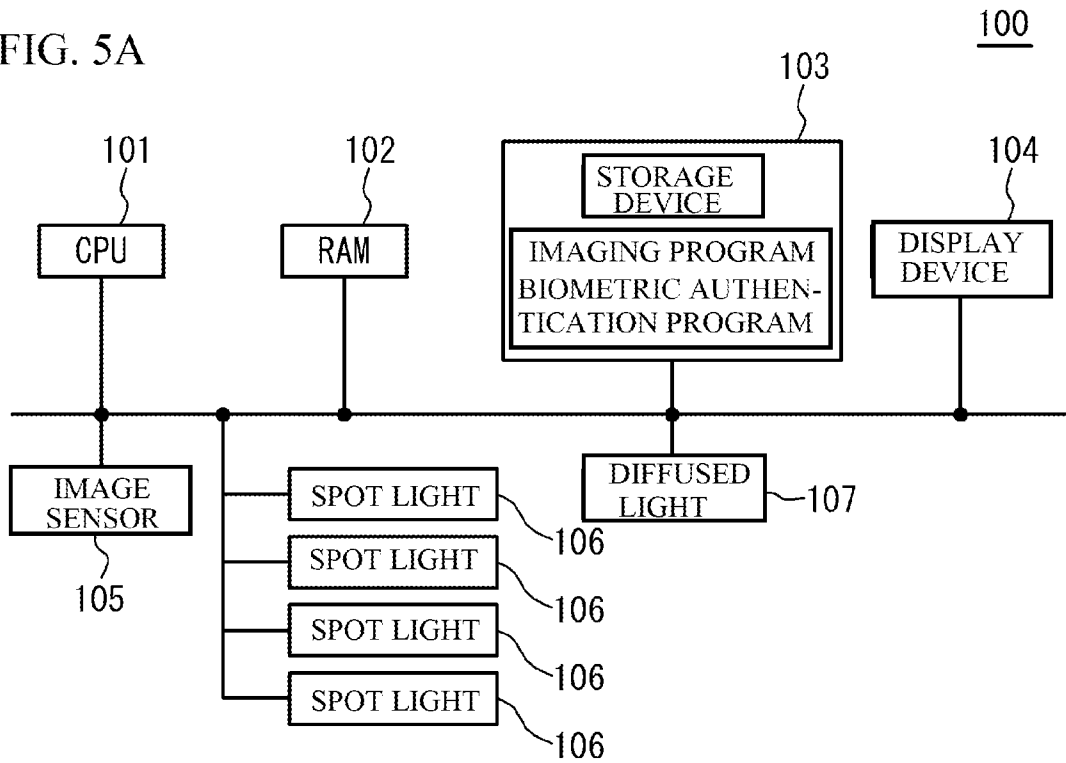 FIG. 5A
100
103
101
102
104
CPU
RAM
STORAGE
DEVICE
IMAGING PROGRAM
BIOMETRIC AUTHEN-
TICATION PROGRAM
DISPLAY
DEVICE
IMAGE
SENSOR
105
SPOT LIGHT
106
SPOT LIGHT
106
SPOT LIGHT
106
SPOT LIGHT
106
DIFFUSED
LIGHT
107